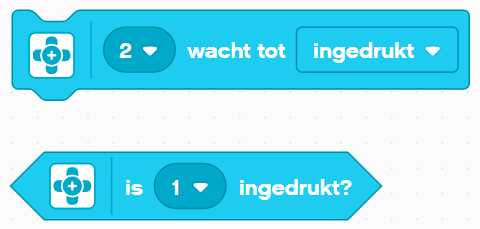 2 wacht tot ingedrukt
is 1 ingedrukt?